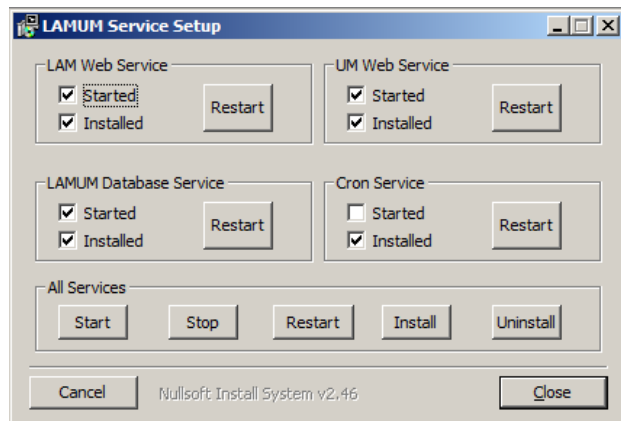 LAMUM Service Setup
LAM Web Service
Started
Installed
Restart
UM Web Service
Started
Installed
Restart
LAMUM Database Service
Started
Installed
Restart
Cron Service
Started
Installed
Restart
All Services
Start
Stop
Restart
Install
Uninstall
Cancel
Nullsoft Install System v2.46
Close